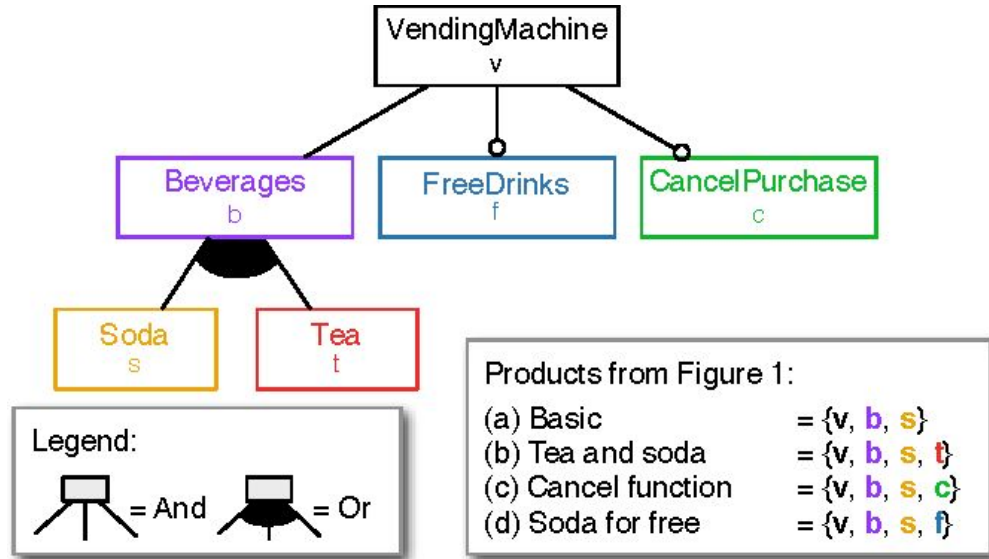 VendingMachine
v
Beverages
b
FreeDrinks
f
CancelPurchase
c
Soda
s
Tea
t
Legend:
= And
= Or
Products from Figure 1:
(a) Basic = {v, b, s}
(b) Tea and soda = {v, b, s, t}
(c) Cancel function = {v, b, s, c}
(d) Soda for free = {v, b, s, f}